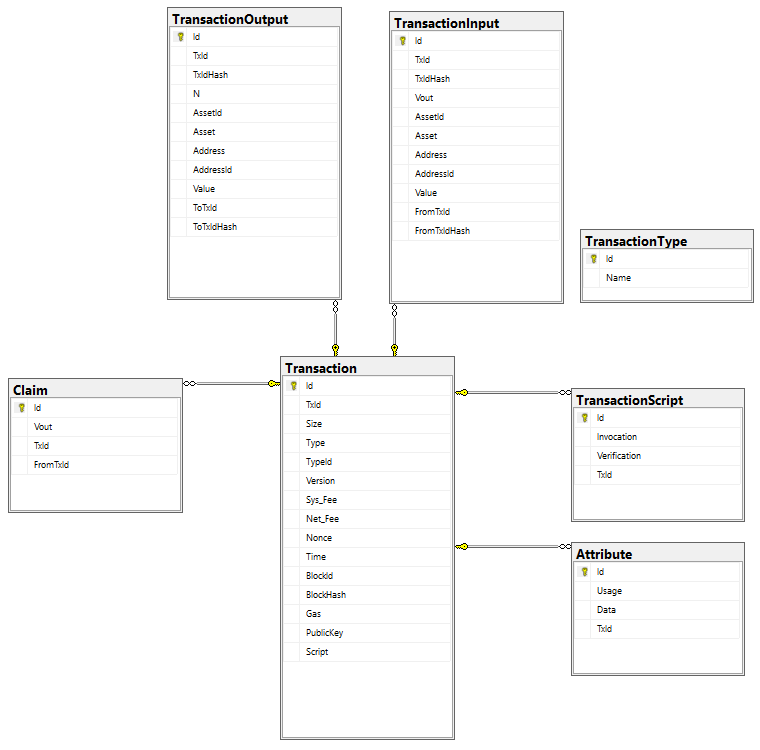 TransactionOutput
Id
TxId
TxIdHash
N
AssetId
Asset
Address
AddressId
Value
ToTxId
ToTxIdHash
TransactionInput
Id
TxId
TxIdHash
Vout
AssetId
Asset
Address
AddressId
Value
FromTxId
FromTxIdHash
TransactionType
Id
Name
Claim
Id
Vout
TxId
FromTxId
Transaction
Id
TxId
Size
Type
TypeId
Version
Sys_Fee
Net_Fee
Nonce
Time
BlockId
BlockHash
Gas
PublicKey
Script
TransactionScript
Id
Invocation
Verification
TxId
Attribute
Id
Usage
Data
TxId